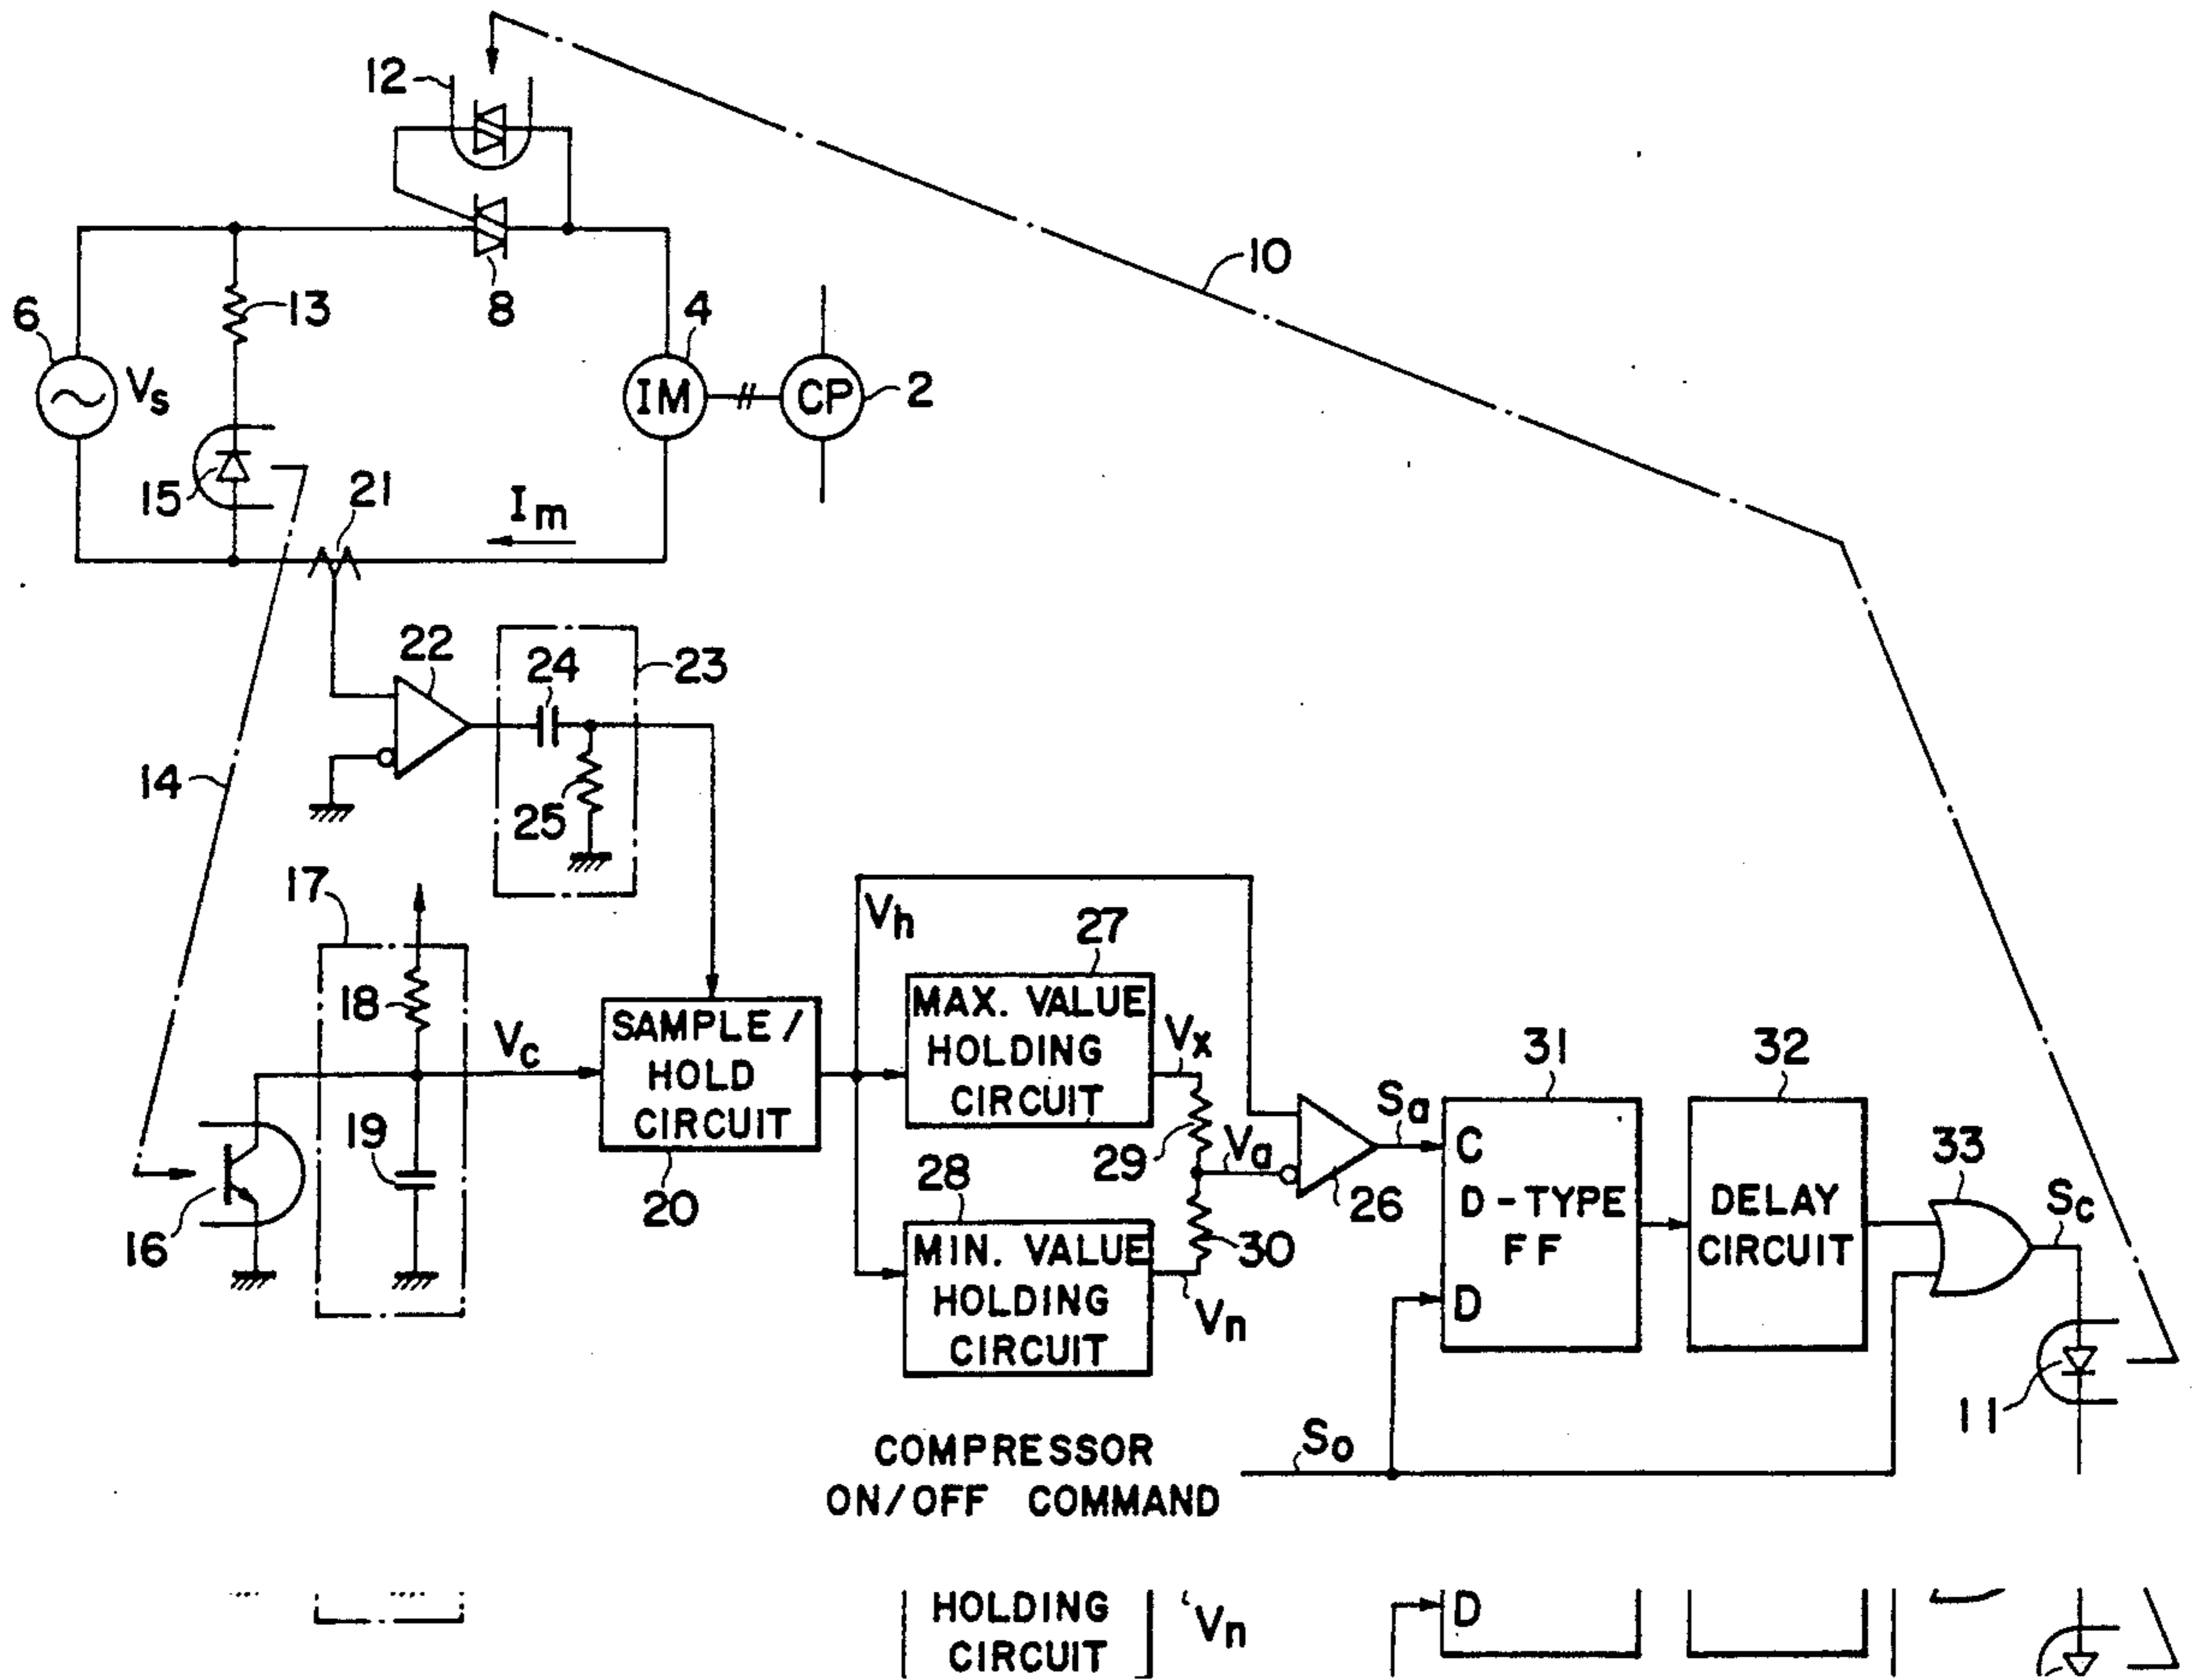 12
10
8
13
6
Vs
4
IM
CP
2
15
21
Im
22
24
23
14
25
17
Vh
27
18
MAX. VALUE
HOLDING
CIRCUIT
Vx
Vc
SAMPLE /
HOLD
CIRCUIT
31
32
Sa
19
29
Va
C
33
16
20
28
26
D-TYPE
FF
DELAY
CIRCUIT
Sc
MIN. VALUE
HOLDING
CIRCUIT
30
D
Vn
11
COMPRESSOR
ON/OFF COMMAND
So
HOLDING
CIRCUIT
Vn
D